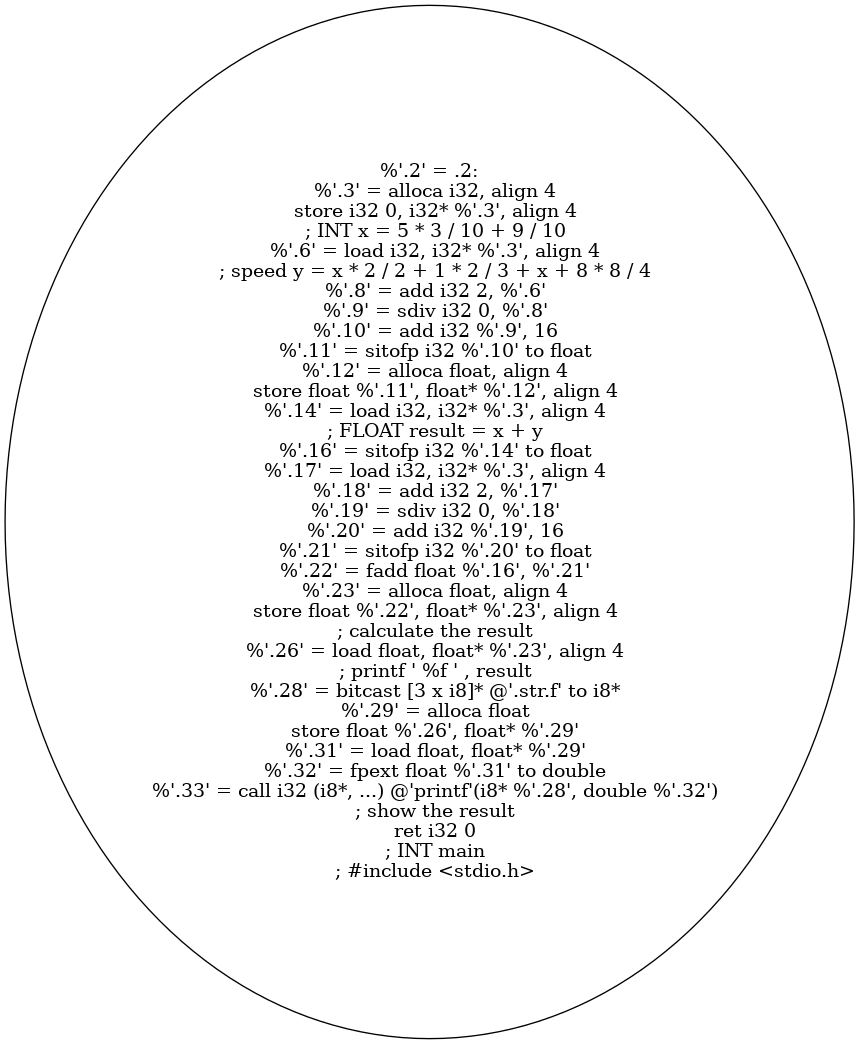 %'.2' = .2:
%'.3' = alloca i32, align 4
store i32 0, i32* %'.3', align 4
; INT x = 5 * 3 / 10 + 9 / 10
%'.6' = load i32, i32* %'.3', align 4
; speed y = x * 2 / 2 + 1 * 2 / 3 + x + 8 * 8 / 4
%'.8' = add i32 2, %'.6'
%'.9' = sdiv i32 0, %'.8'
%'.10' = add i32 %'.9', 16
%'.11' = sitofp i32 %'.10' to float
%'.12' = alloca float, align 4
store float %'.11', float* %'.12', align 4
%'.14' = load i32, i32* %'.3', align 4
; FLOAT result = x + y
%'.16' = sitofp i32 %'.14' to float
%'.17' = load i32, i32* %'.3', align 4
%'.18' = add i32 2, %'.17'
%'.19' = sdiv i32 0, %'.18'
%'.20' = add i32 %'.19', 16
%'.21' = sitofp i32 %'.20' to float
%'.22' = fadd float %'.16', %'.21'
%'.23' = alloca float, align 4
store float %'.22', float* %'.23', align 4
; calculate the result
%'.26' = load float, float* %'.23', align 4
; printf ' %f ' , result
%'.28' = bitcast [3 x i8]* @'.str.f' to i8*
%'.29' = alloca float
store float %'.26', float* %'.29'
%'.31' = load float, float* %'.29'
%'.32' = fpext float %'.31' to double
%'.33' = call i32 (i8*, ...) @'printf'(i8* %'.28', double %'.32')
; show the result
ret i32 0
; INT main
; #include <stdio.h>